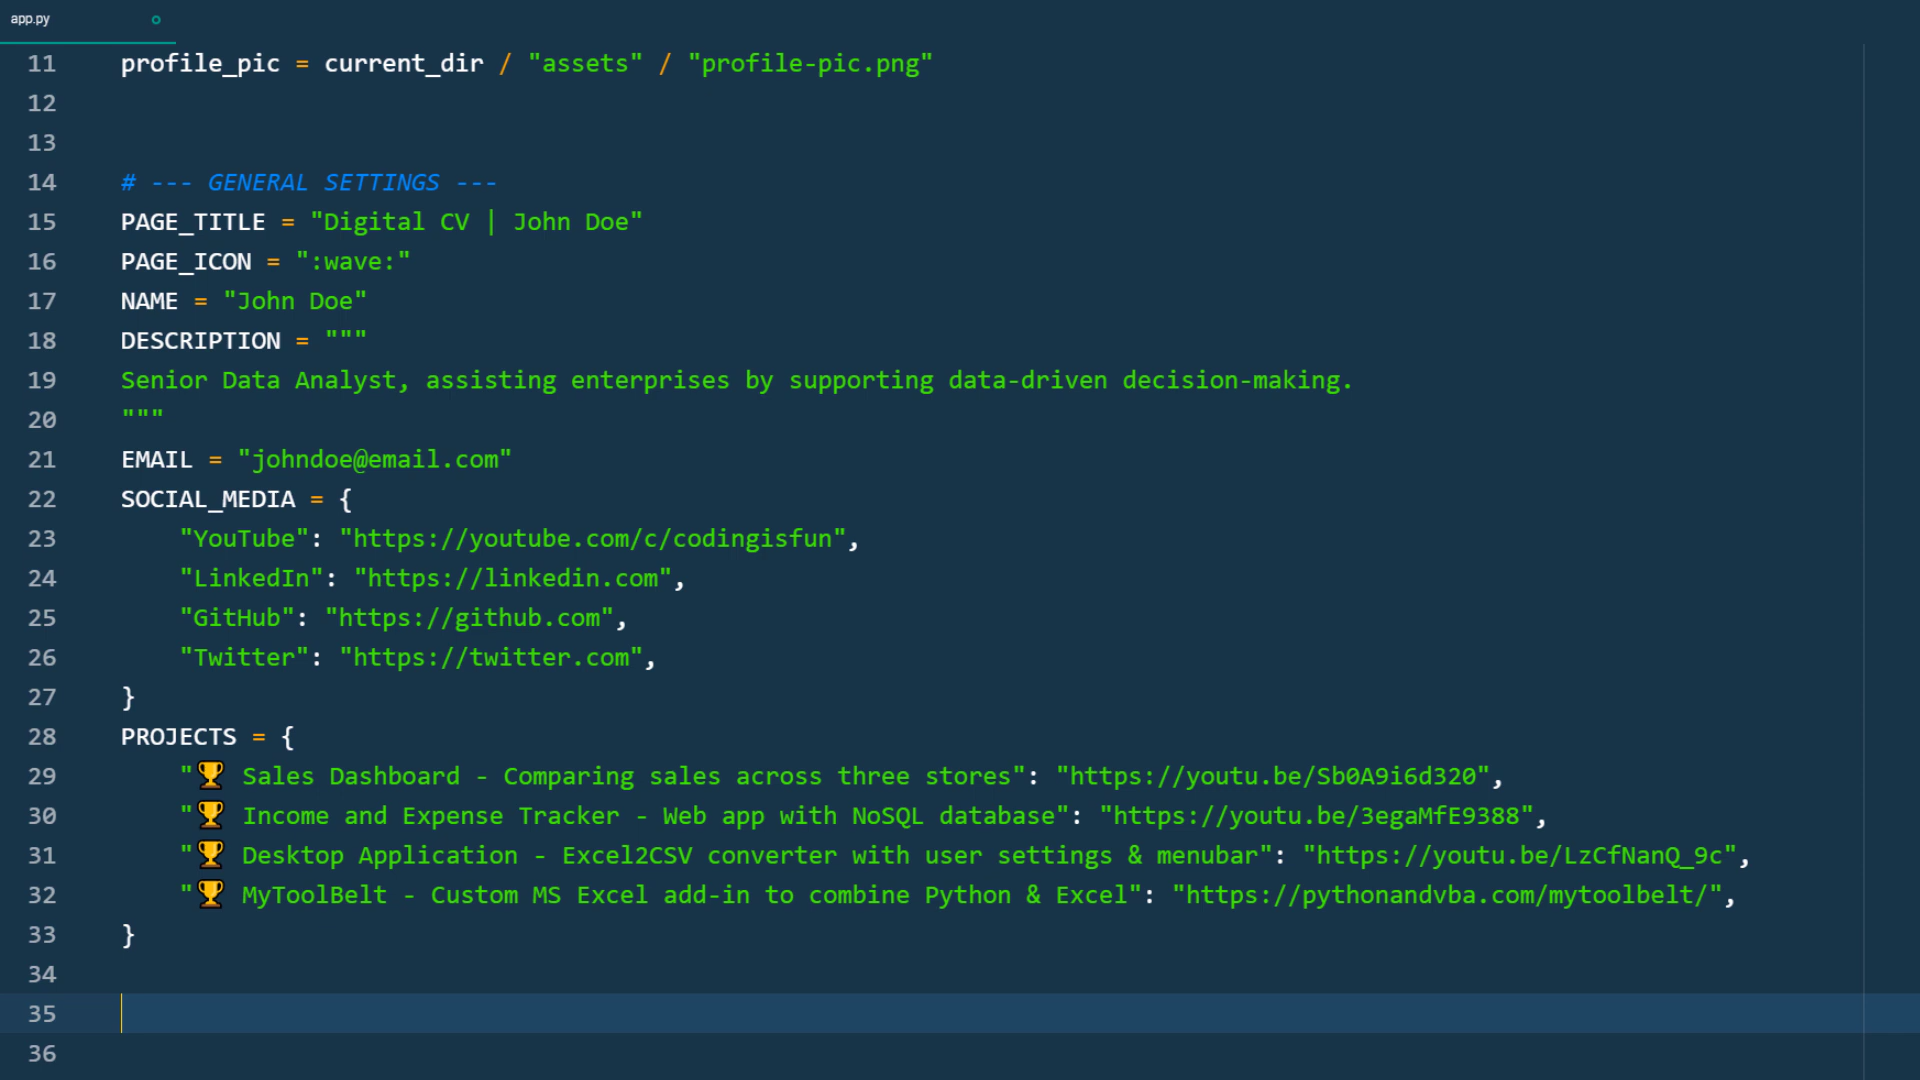 app.py
11 profile_pic = current_dir / "assets" / "profile-pic.png"
12
13
14 # --- GENERAL SETTINGS ---
15 PAGE_TITLE = "Digital CV | John Doe"
16 PAGE_ICON = ":wave:"
17 NAME = "John Doe"
18 DESCRIPTION = """
19 Senior Data Analyst, assisting enterprises by supporting data-driven decision-making.
20 """
21 EMAIL = "johndoe@email.com"
22 SOCIAL_MEDIA = {
23     "YouTube": "https://youtube.com/c/codingisfun",
24     "LinkedIn": "https://linkedin.com",
25     "GitHub": "https://github.com",
26     "Twitter": "https://twitter.com",
27 }
28 PROJECTS = {
29     "🏆 Sales Dashboard - Comparing sales across three stores": "https://youtu.be/Sb0A9i6d320",
30     "🏆 Income and Expense Tracker - Web app with NoSQL database": "https://youtu.be/3egaMfE9388",
31     "🏆 Desktop Application - Excel2CSV converter with user settings & menubar": "https://youtu.be/LzCfNanQ_9c",
32     "🏆 MyToolBelt - Custom MS Excel add-in to combine Python & Excel": "https://pythonandvba.com/mytoolbelt/",
33 }
34
35
36